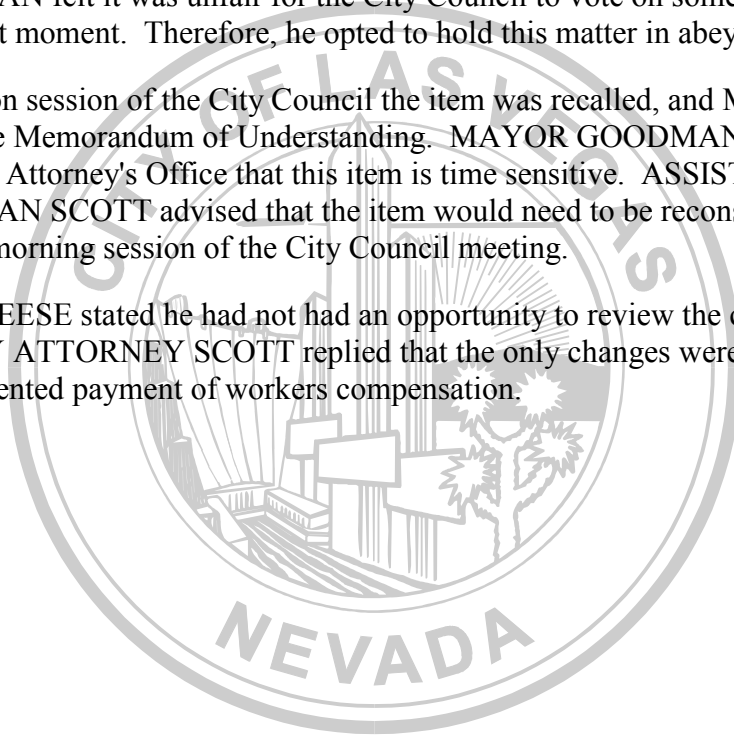 AN felt it was unfair for the City Council to vote on some
t moment.  Therefore, he opted to hold this matter in abey
on session of the City Council the item was recalled, and M
e Memorandum of Understanding.  MAYOR GOODMAN
Attorney's Office that this item is time sensitive.  ASSIST
AN SCOTT advised that the item would need to be recons
morning session of the City Council meeting.
EESE stated he had not had an opportunity to review the c
Y ATTORNEY SCOTT replied that the only changes were
ented payment of workers compensation.
CITY OF LAS VEGAS
NEVADA